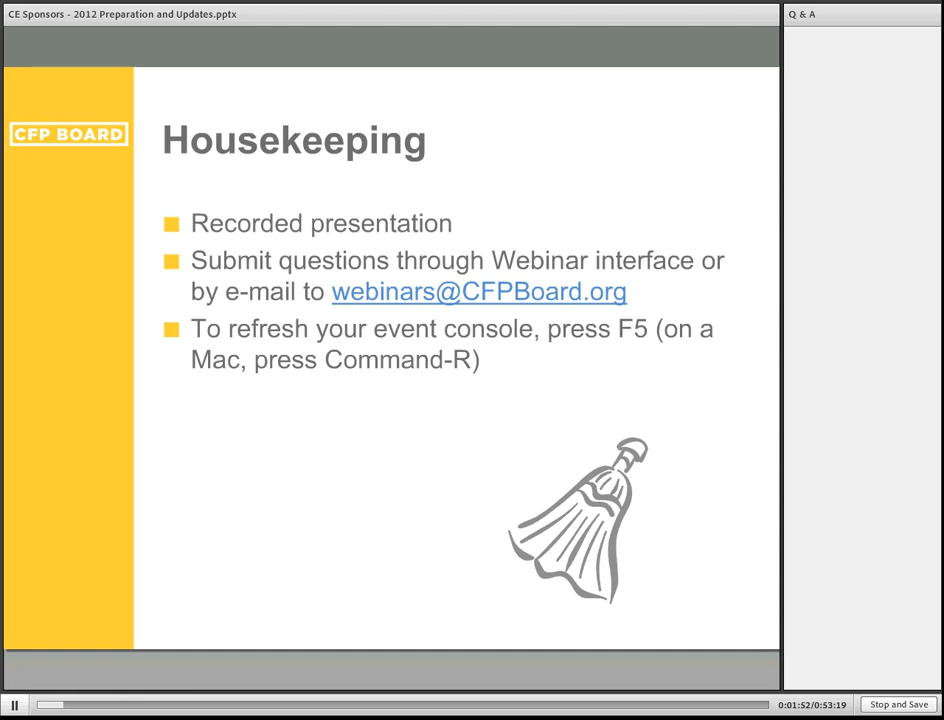 CE Sponsors - 2012 Preparation and Updates.pptx
Q & A
CFP BOARD
Housekeeping
Recorded presentation
Submit questions through Webinar interface or
by e-mail to webinars@CFPBoard.org
To refresh your event console, press F5 (on a
Mac, press Command-R)
0:01:52/0:53:19
Stop and Save